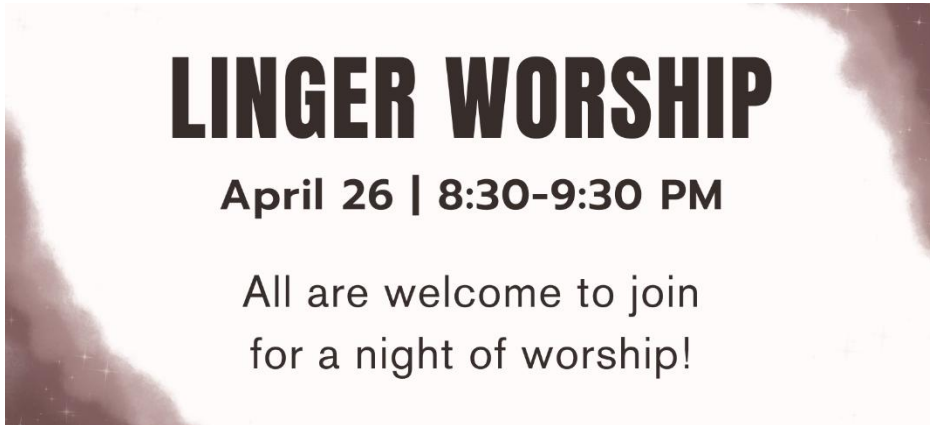 LINGER WORSHIP
April 26 | 8:30-9:30 PM
All are welcome to join
for a night of worship!